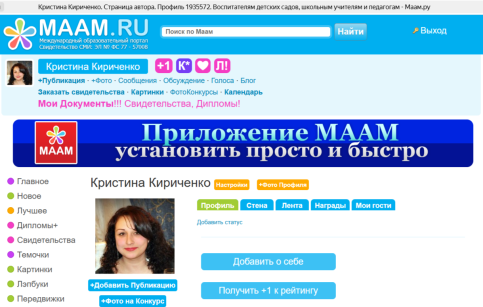 Кристина Кириченко. Страница автора. Профиль 1935572. Воспитателям детских садов, школьным учителям и педагогам - Маам.ру
MAAM.RU
Международный образовательный портал
Свидетельство СМИ: ЭЛ № ФС 77 - 57008
Поиск по Маам
Найти
Выход
Кристина Кириченко +1 К* Л!
+Публикация · +Фото · Сообщения · Обсуждение · Голоса · Блог
Заказать свидетельства · Картинки · ФотоКонкурсы · Календарь
Мои Документы!!! Свидетельства, Дипломы!
МААМ
Приложение МААМ
установить просто и быстро
Главное
Новое
Лучшее
Дипломы+
Свидетельства
Темочки
Картинки
Лэпбуки
Передвижки
Кристина Кириченко Настройки +Фото Профиля
+Добавить Публикацию
+Фото на Конкурс
Профиль Стена Лента Награды Мои гости
Добавить статус
Добавить о себе
Получить +1 к рейтингу